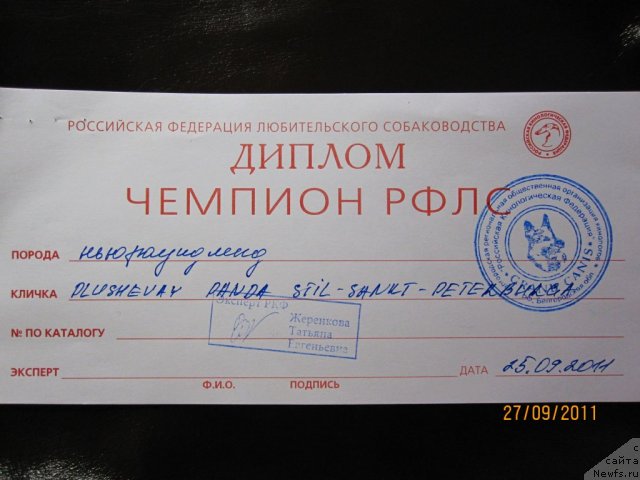 РОССИЙСКАЯ ФЕДЕРАЦИЯ ЛЮБИТЕЛЬСКОГО СОБАКОВОДСТВА
ДИПЛОМ
ЧЕМПИОН РФЛС
ПОРОДА ньюфаундленд
КЛИЧКА PLUSHEVAY PANDA STIL-SANKT-PETERBURGA
Эксперт РКФ
Жеренкова
Татьяна
Евгеньевна
№ ПО КАТАЛОГУ
ЭКСПЕРТ ДАТА 25.09.2011
Ф.И.О. ПОДПИСЬ
27/09/2011
с
сайта
Newfs.ru